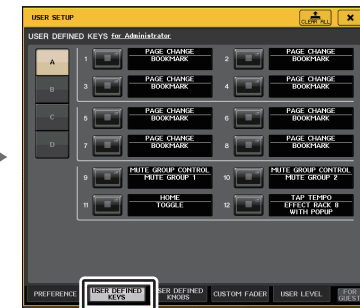 USER SETUP
CLEAR ALL
USER DEFINED KEYS for Administrator
A
B
C
D
1
PAGE CHANGE
BOOKMARK
2
PAGE CHANGE
BOOKMARK
3
PAGE CHANGE
BOOKMARK
4
PAGE CHANGE
BOOKMARK
5
PAGE CHANGE
BOOKMARK
6
PAGE CHANGE
BOOKMARK
7
PAGE CHANGE
BOOKMARK
8
PAGE CHANGE
BOOKMARK
9
MUTE GROUP CONTROL
MUTE GROUP 1
10
MUTE GROUP CONTROL
MUTE GROUP 2
11
HOME
TOGGLE
12
TAP TEMPO
EFFECT RACK 8
WITH POPUP
PREFERENCE
USER DEFINED
KEYS
USER DEFINED
KNOBS
CUSTOM FADER
USER LEVEL
FOR
GUEST